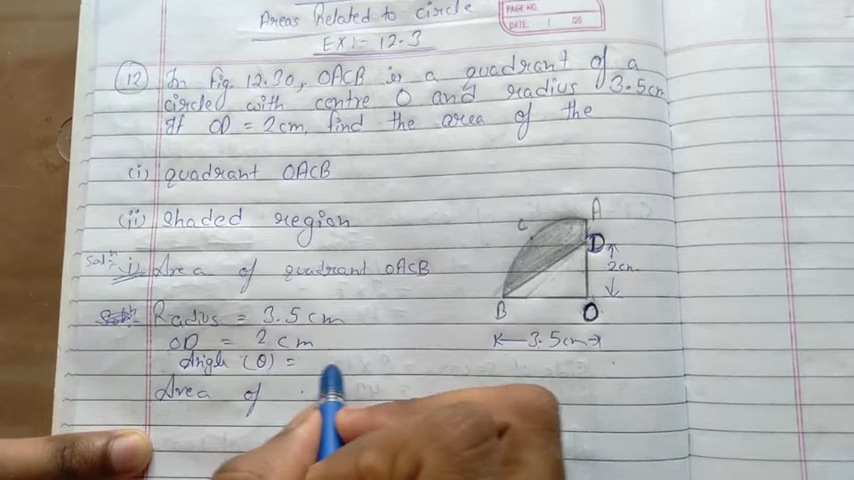 Areas Related to circle
PAGE NO.
DATE: / /20
EX:- 12.3
(12) In Fig. 12.30, OACB is a quadrant of a
circle with centre O and radius 3.5cm
If OD = 2cm, find the area of the
(i) quadrant OACB
(ii) shaded region
Sol:- i) Area of quadrant OACB
Radius = 3.5 cm
OD = 2 cm
Angle (θ) =
Area of
A
C
D
2cm.
B
O
3.5cm